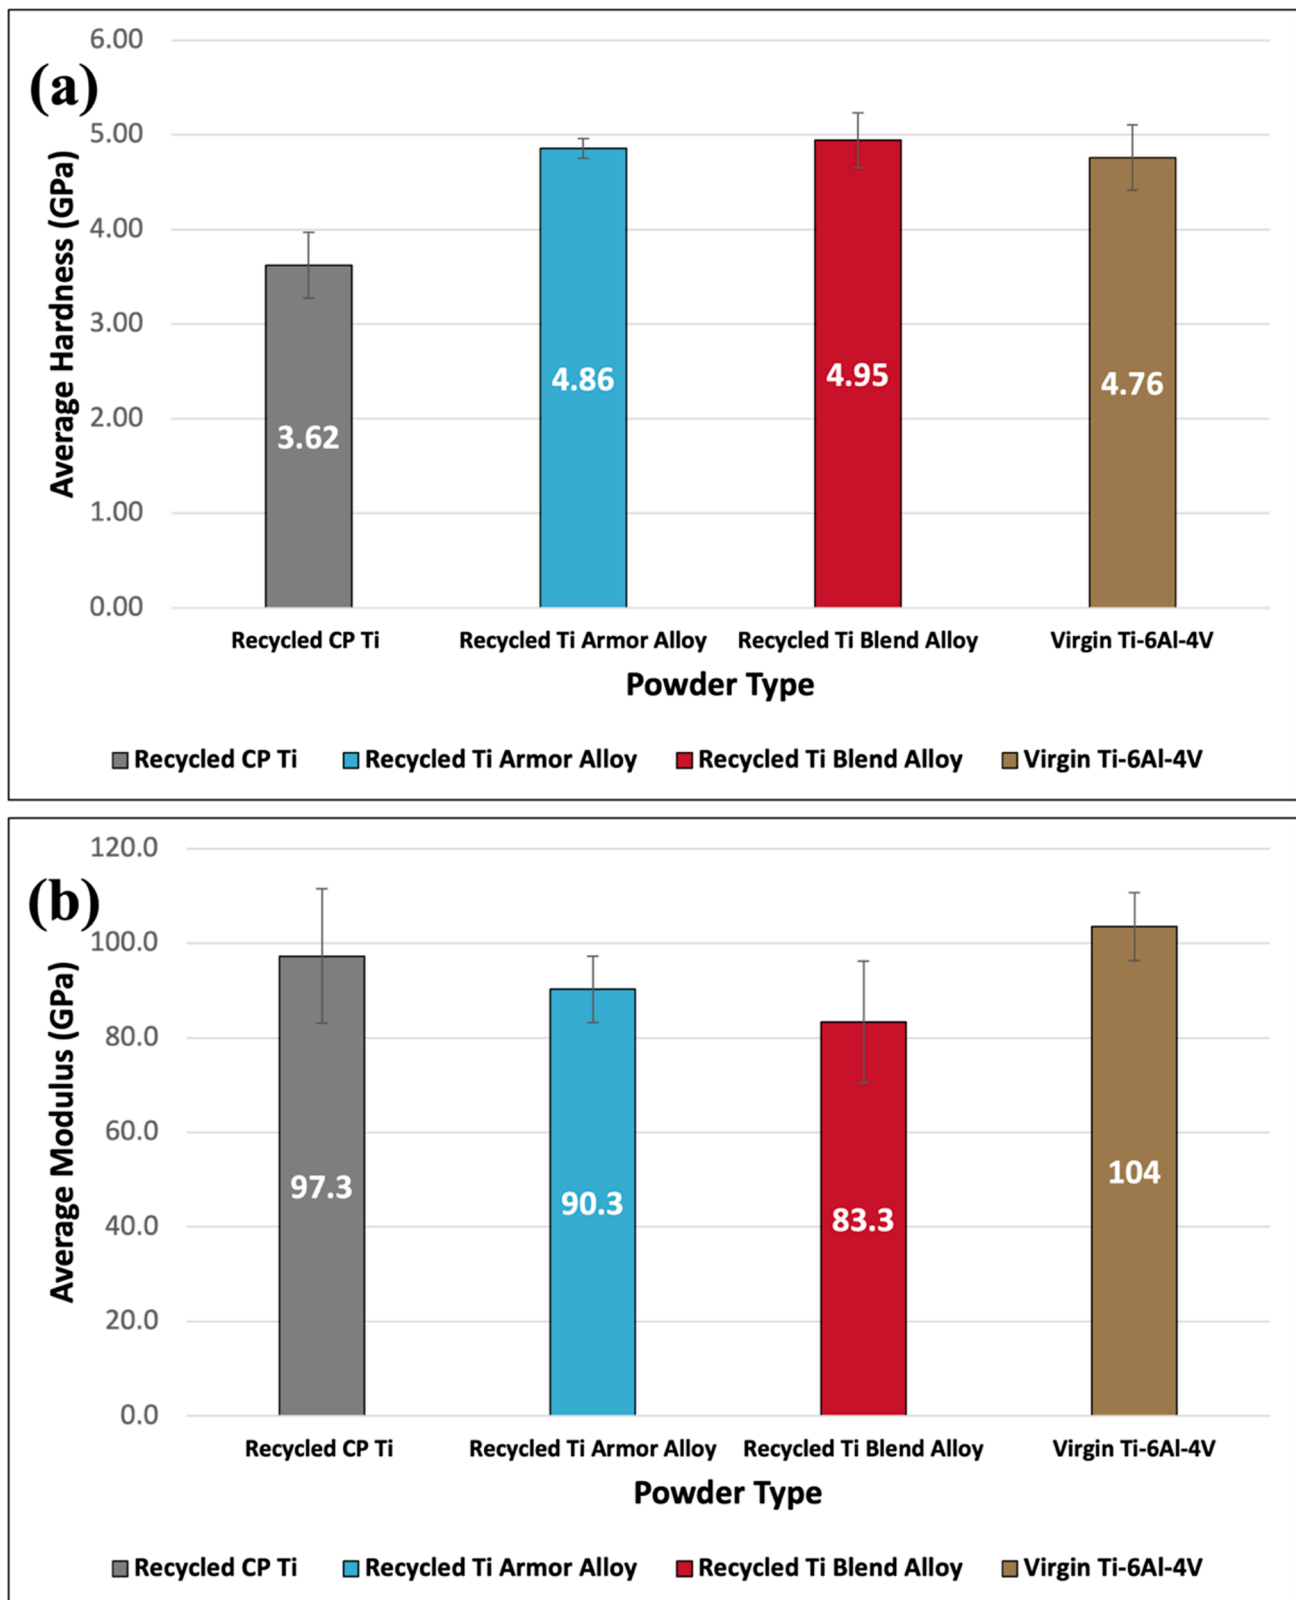 (a)
Average Hardness (GPa)
6.00
5.00
4.00
3.00
2.00
1.00
0.00
3.62
4.86
4.95
4.76
Recycled CP Ti
Recycled Ti Armor Alloy
Recycled Ti Blend Alloy
Virgin Ti-6Al-4V
Powder Type
Recycled CP Ti
Recycled Ti Armor Alloy
Recycled Ti Blend Alloy
Virgin Ti-6Al-4V
(b)
Average Modulus (GPa)
120.0
100.0
80.0
60.0
40.0
20.0
0.0
97.3
90.3
83.3
104
Recycled CP Ti
Recycled Ti Armor Alloy
Recycled Ti Blend Alloy
Virgin Ti-6Al-4V
Powder Type
Recycled CP Ti
Recycled Ti Armor Alloy
Recycled Ti Blend Alloy
Virgin Ti-6Al-4V